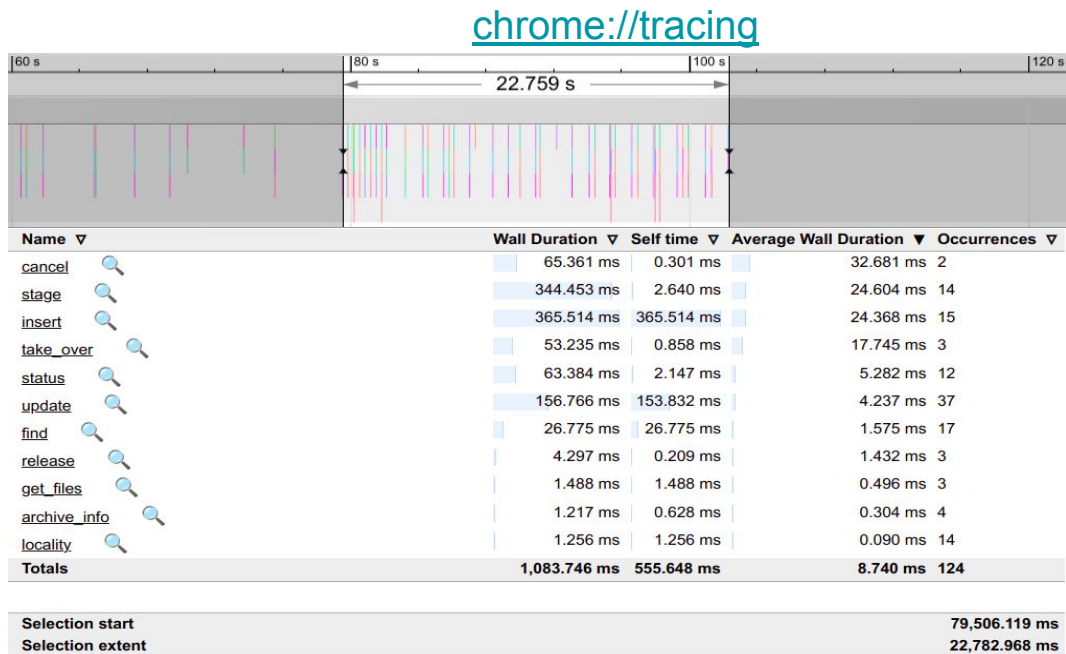 chrome://tracing
60 s 80 s 100 s 120 s
22.759 s
Name ▽ Wall Duration ▽ Self time ▽ Average Wall Duration ▼ Occurrences ▽
cancel 65.361 ms 0.301 ms 32.681 ms 2
stage 344.453 ms 2.640 ms 24.604 ms 14
insert 365.514 ms 365.514 ms 24.368 ms 15
take_over 53.235 ms 0.858 ms 17.745 ms 3
status 63.384 ms 2.147 ms 5.282 ms 12
update 156.766 ms 153.832 ms 4.237 ms 37
find 26.775 ms 26.775 ms 1.575 ms 17
release 4.297 ms 0.209 ms 1.432 ms 3
get_files 1.488 ms 1.488 ms 0.496 ms 3
archive_info 1.217 ms 0.628 ms 0.304 ms 4
locality 1.256 ms 1.256 ms 0.090 ms 14
Totals 1,083.746 ms 555.648 ms 8.740 ms 124
Selection start 79,506.119 ms
Selection extent 22,782.968 ms